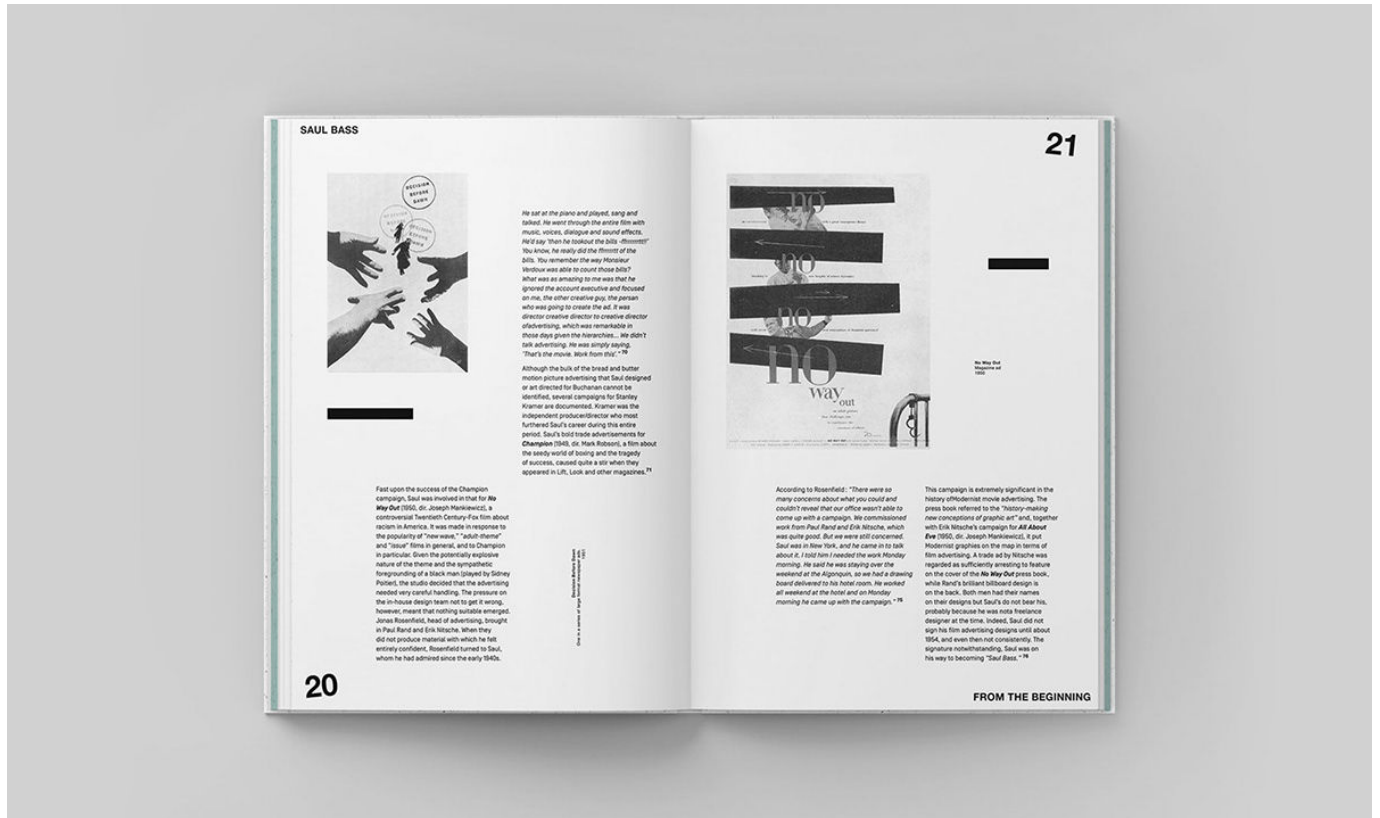 SAUL BASS
DECISION
BEFORE
DAWN
He sat at the piano and played, sang and
talked. He went through the entire film with
music, voices, dialogue and sound effects.
He'd say 'then he tookout the bills -ffrrrrrttt!'
You know, he really did the ffrrrrtt of the
bills. You remember the way Monsieur
Verdoux was able to count those bills?
What was as amazing to me was that he
ignored the account executive and focused
on me, the other creative guy, the persan
who was going to create the ad. It was
director creative director to creative director
ofadvertising, which was remarkable in
those days given the hierarchies... We didn't
talk advertising. He was simply saying,
'That's the movie. Work from this'." 70
Although the bulk of the bread and butter
motion picture advertising that Saul designed
or art directed for Buchanan cannot be
identified, several campaigns for Stanley
Kramer are documented. Kramer was the
independent producer/director who most
furthered Saul's career during this entire
period. Saul's bold trade advertisements for
Champion (1949, dir. Mark Robson), a film about
the seedy world of boxing and the tragedy
of success, caused quite a stir when they
appeared in Lift, Look and other magazines.71
Fast upon the success of the Champion
campaign, Saul was involved in that for No
Way Out (1950, dir. Joseph Mankiewicz), a
controversial Twentieth Century-Fox film about
racism in America. It was made in response to
the popularity of "new wave," "adult-theme"
and "issue" films in general, and to Champion
in particular. Given the potentially explosive
nature of the theme and the sympathetic
foregrounding of a black man (played by Sidney
Poitier), the studio decided that the advertising
needed very careful handling. The pressure on
the in-house design team not to get it wrong,
however, meant that nothing suitable emerged.
Jonas Rosenfield, head of advertising, brought
in Paul Rand and Erik Nitsche. When they
did not produce material with which he felt
entirely confident, Rosenfield turned to Saul,
whom he had admired since the early 1940s.
Decision Before Dawn
One in a series of large format newspaper ads
1951
20
21
no
no
no
no
way
out
No Way Out
Magazine ad
1950
According to Rosenfield: "There were so
many concerns about what you could and
couldn't reveal that our office wasn't able to
come up with a campaign. We commissioned
work from Paul Rand and Erik Nitsche, which
was quite good. But we were still concerned.
Saul was in New York, and he came in to talk
about it. I told him I needed the work Monday
morning. He said he was staying over the
weekend at the Algonquin, so we had a drawing
board delivered to his hotel room. He worked
all weekend at the hotel and on Monday
morning he came up with the campaign." 75
This campaign is extremely significant in the
history ofModernist movie advertising. The
press book referred to the "history-making
new conceptions of graphic art" and, together
with Erik Nitsche's campaign for All About
Eve (1950, dir. Joseph Mankiewicz), it put
Modernist graphies on the map in terms of
film advertising. A trade ad by Nitsche was
regarded as sufficiently arresting to feature
on the cover of the No Way Out press book,
while Rand's brilliant billboard design is
on the back. Both men had their names
on their designs but Saul's do not bear his,
probably because he was nota freelance
designer at the time. Indeed, Saul did not
sign his film advertising designs until about
1954, and even then not consistently. The
signature notwithstanding, Saul was on
his way to becoming "Saul Bass." 76
FROM THE BEGINNING